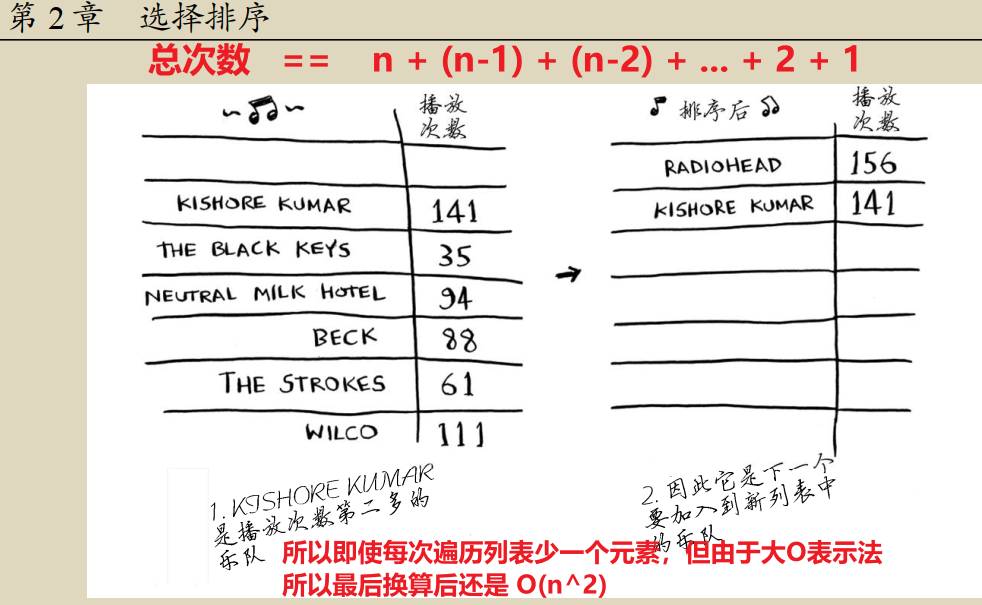 第 2 章 选择排序
总次数 == n + (n-1) + (n-2) + ... + 2 + 1
播放
次数
KISHORE KUMAR 141
THE BLACK KEYS 35
NEUTRAL MILK HOTEL 94
BECK 88
THE STROKES 61
WILCO 111
排序后
播放
次数
RADIOHEAD 156
KISHORE KUMAR 141
1. KISHORE KUMAR
是播放次数第二多的
乐队
2. 因此它是下一个
要加入到新列表中
的乐队
所以即使每次遍历列表少一个元素，但由于大O表示法
所以最后换算后还是 O(n^2)